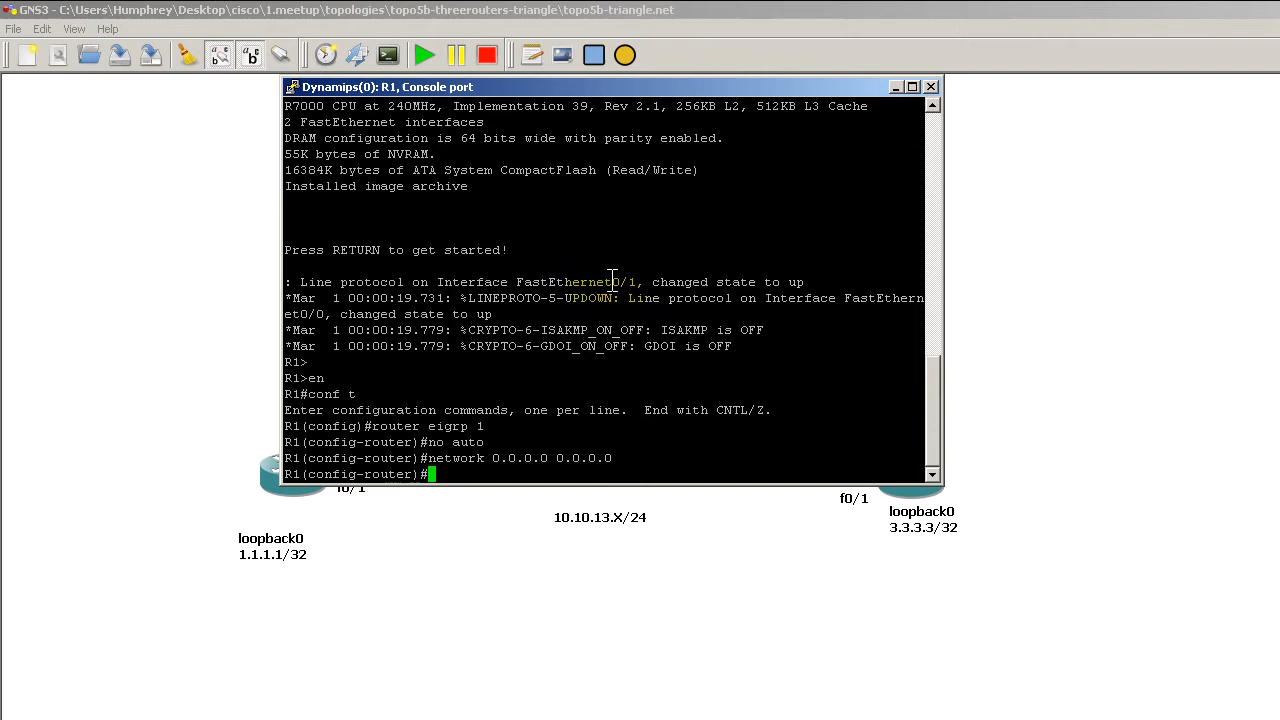 GNS3 - C:\Users\Humphrey\Desktop\cisco\1.meetup\topologies\topo5b-threerouters-triangle\topo5b-triangle.net
File Edit View Help
Dynamips(0): R1, Console port
R7000 CPU at 240MHz, Implementation 39, Rev 2.1, 256KB L2, 512KB L3 Cache
2 FastEthernet interfaces
DRAM configuration is 64 bits wide with parity enabled.
55K bytes of NVRAM.
16384K bytes of ATA System CompactFlash (Read/Write)
Installed image archive
Press RETURN to get started!
: Line protocol on Interface FastEthernet0/1, changed state to up
*Mar  1 00:00:19.731: %LINEPROTO-5-UPDOWN: Line protocol on Interface FastEthern
et0/0, changed state to up
*Mar  1 00:00:19.779: %CRYPTO-6-ISAKMP_ON_OFF: ISAKMP is OFF
*Mar  1 00:00:19.779: %CRYPTO-6-GDOI_ON_OFF: GDOI is OFF
R1>
R1>en
R1#conf t
Enter configuration commands, one per line.  End with CNTL/Z.
R1(config)#router eigrp 1
R1(config-router)#no auto
R1(config-router)#network 0.0.0.0 0.0.0.0
R1(config-router)#
f0/1
f0/1
10.10.13.X/24
loopback0
3.3.3.3/32
loopback0
1.1.1.1/32